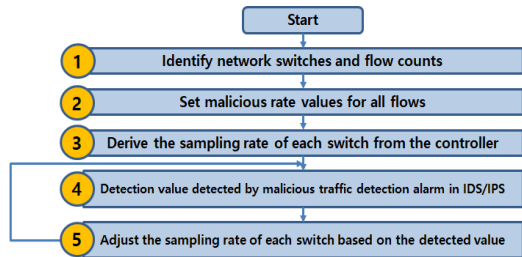 Start
1 Identify network switches and flow counts
2 Set malicious rate values for all flows
3 Derive the sampling rate of each switch from the controller
4 Detection value detected by malicious traffic detection alarm in IDS/IPS
5 Adjust the sampling rate of each switch based on the detected value